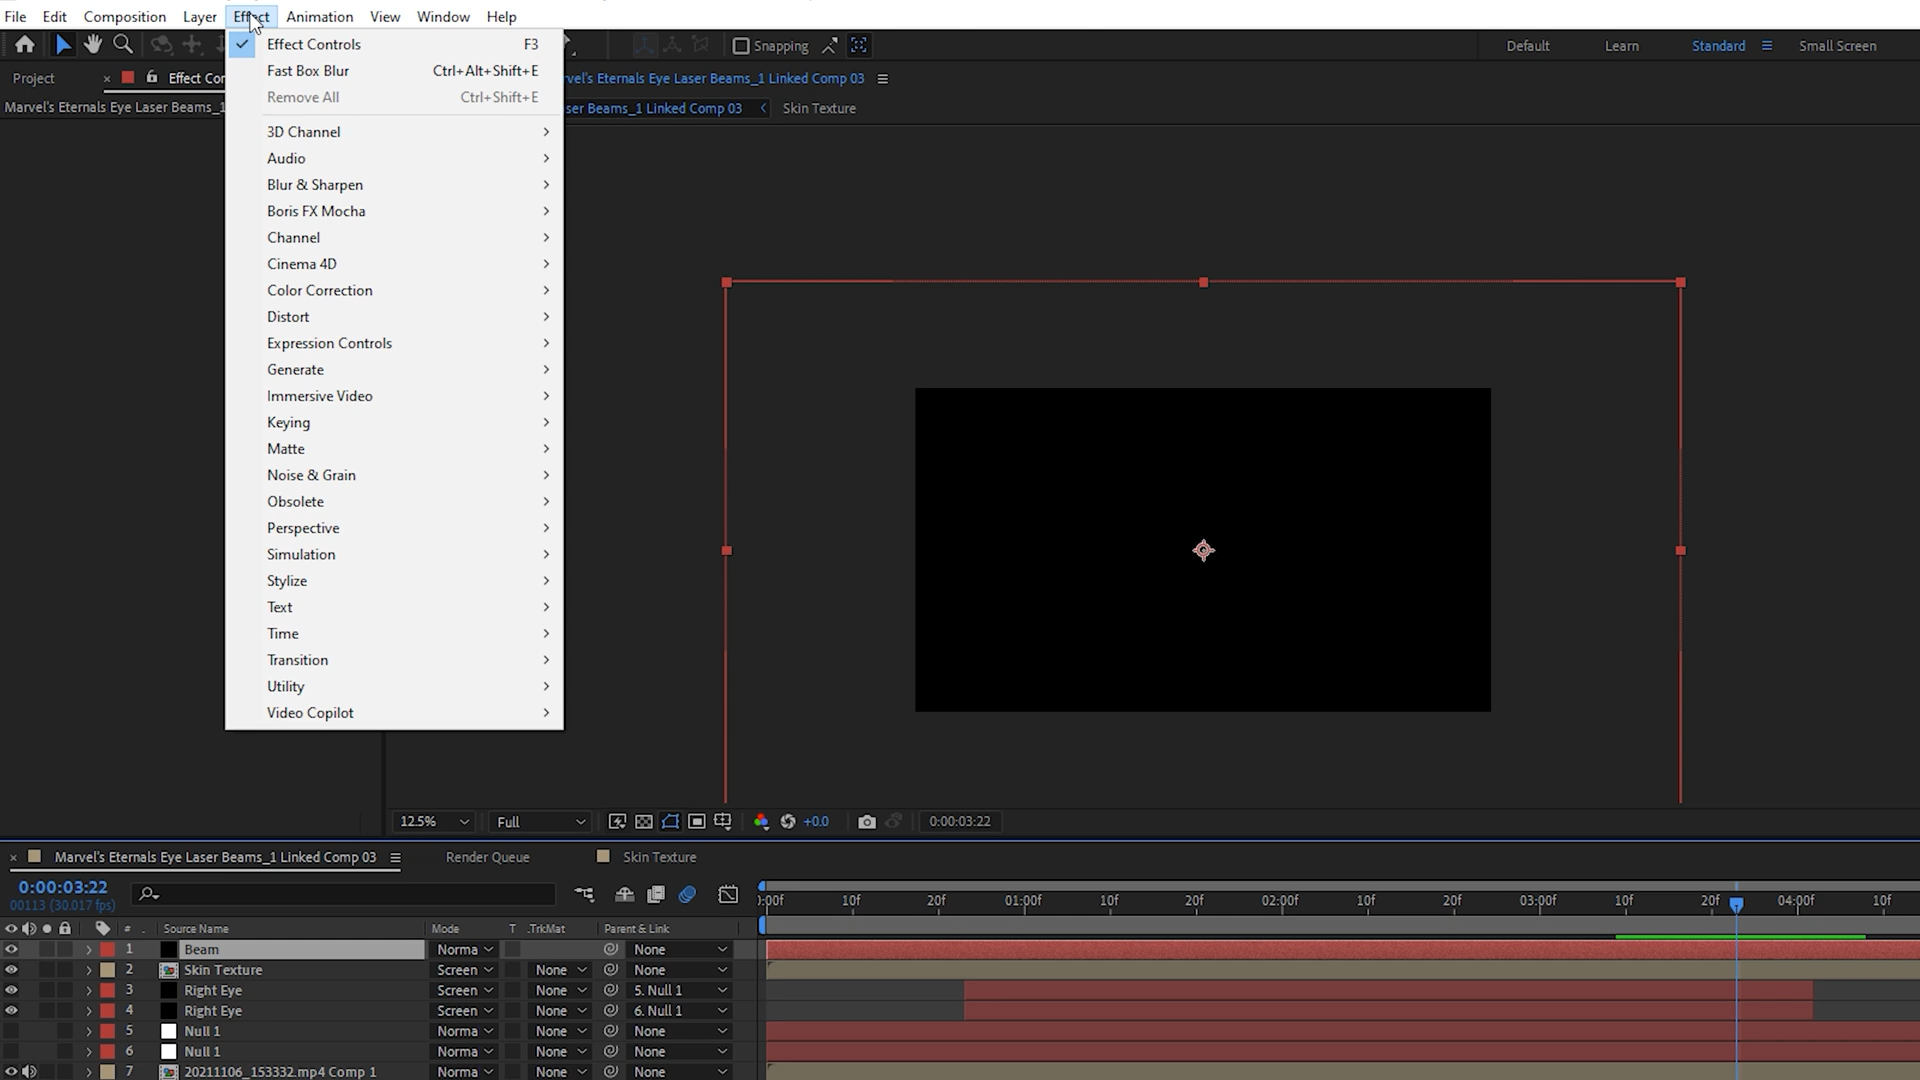 File Edit Composition Layer Effect Animation View Window Help
Snapping Default Learn Standard Small Screen
Project Effect Con
Marvel's Eternals Eye Laser Beams_1
Effect Controls F3
Fast Box Blur Ctrl+Alt+Shift+E
Remove All Ctrl+Shift+E
3D Channel
Audio
Blur & Sharpen
Boris FX Mocha
Channel
Cinema 4D
Color Correction
Distort
Expression Controls
Generate
Immersive Video
Keying
Matte
Noise & Grain
Obsolete
Perspective
Simulation
Stylize
Text
Time
Transition
Utility
Video Copilot
rvel's Eternals Eye Laser Beams_1 Linked Comp 03
ser Beams_1 Linked Comp 03 Skin Texture
12.5% Full +0.0 0:00:03:22
Marvel's Eternals Eye Laser Beams_1 Linked Comp 03 Render Queue Skin Texture
0:00:03:22
00113 (30.017 fps)
):00f 10f 20f 01:00f 10f 20f 02:00f 10f 20f 03:00f 10f 20f 04:00f 10f
# . Source Name Mode T .TrkMat Parent & Link
1 Beam Norma None
2 Skin Texture Screen None None
3 Right Eye Screen None 5. Null 1
4 Right Eye Screen None 6. Null 1
5 Null 1 Norma None None
6 Null 1 Norma None None
7 20211106_153332.mp4 Comp 1 Norma None None